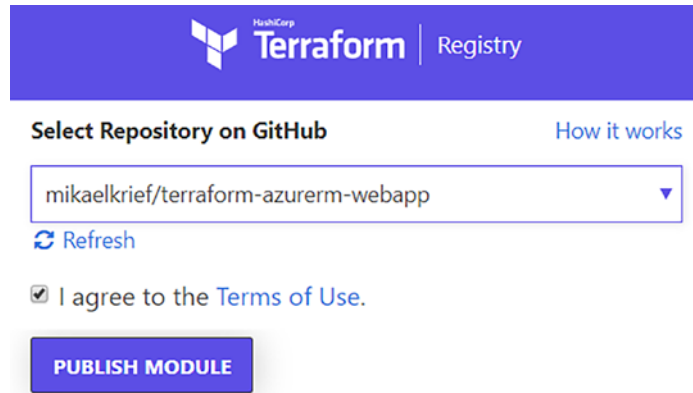 HashiCorp
Terraform | Registry
Select Repository on GitHub How it works
mikaelkrief/terraform-azurerm-webapp
Refresh
I agree to the Terms of Use.
PUBLISH MODULE